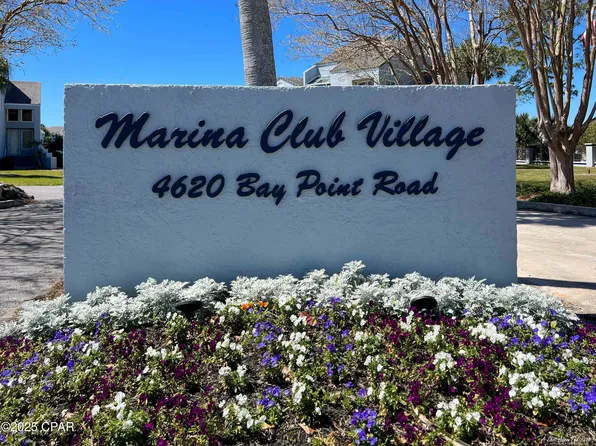 Marina Club Village
4620 Bay Point Road
© 2025 CPAR